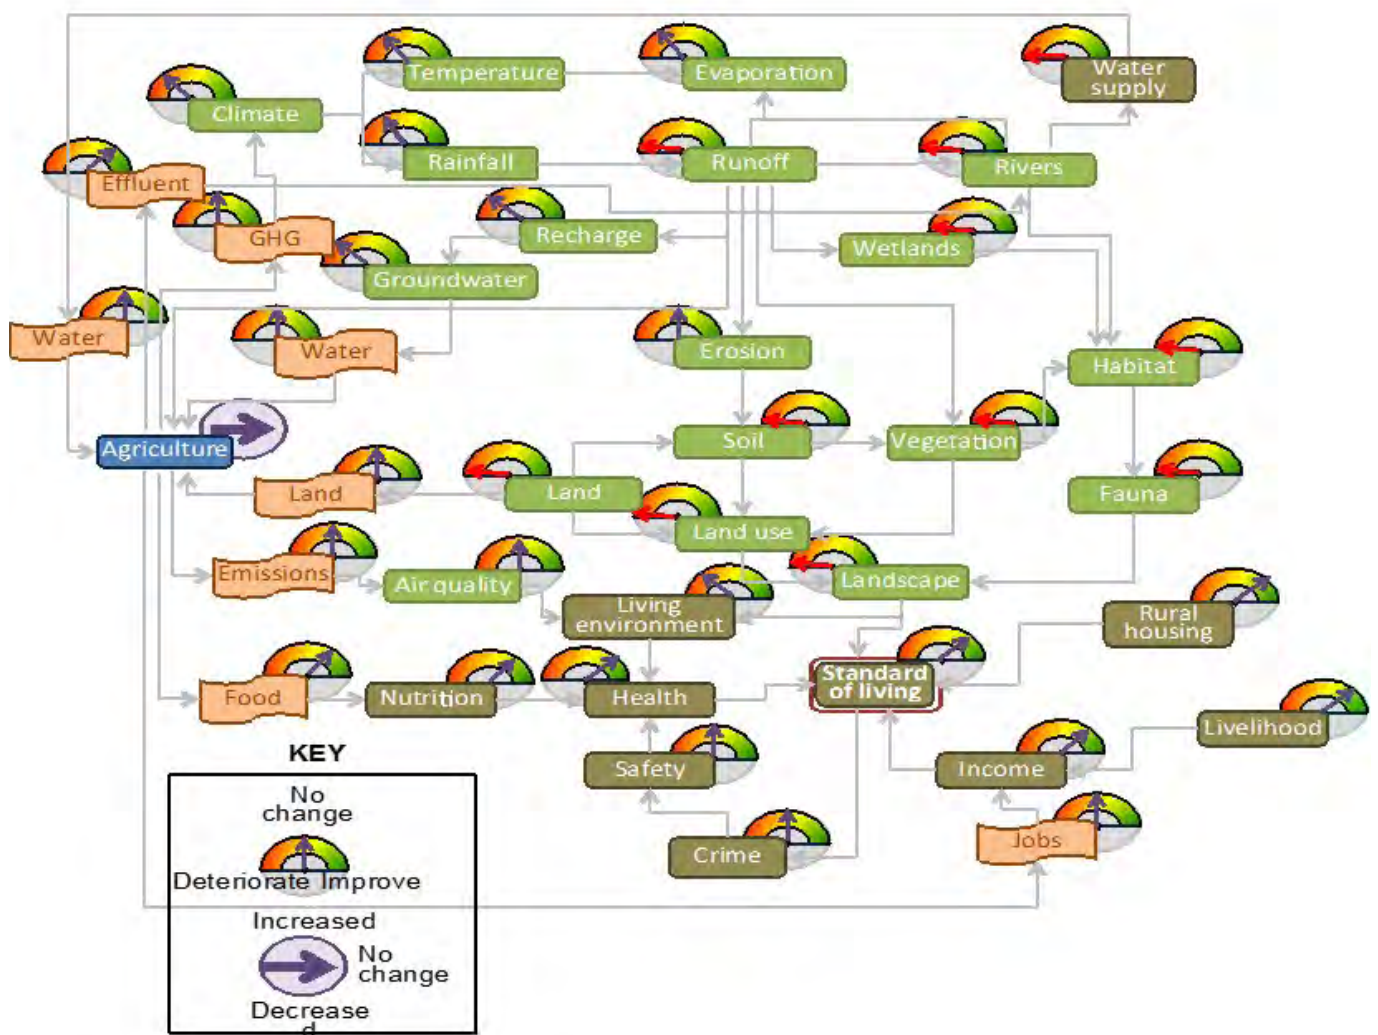 Temperature
Evaporation
Water
supply
Climate
Rainfall
Runoff
Rivers
Effluent
GHG
Recharge
Wetlands
Groundwater
Water
Water
Erosion
Habitat
Agriculture
Soil
Vegetation
Land
Land
Fauna
Land use
Emissions
Air quality
Landscape
Living
environment
Rural
housing
Food
Nutrition
Health
Standard
of living
Livelihood
Safety
Income
Crime
Jobs
KEY
No
change
Deteriorate Improve
Increased
No
change
Decrease
d